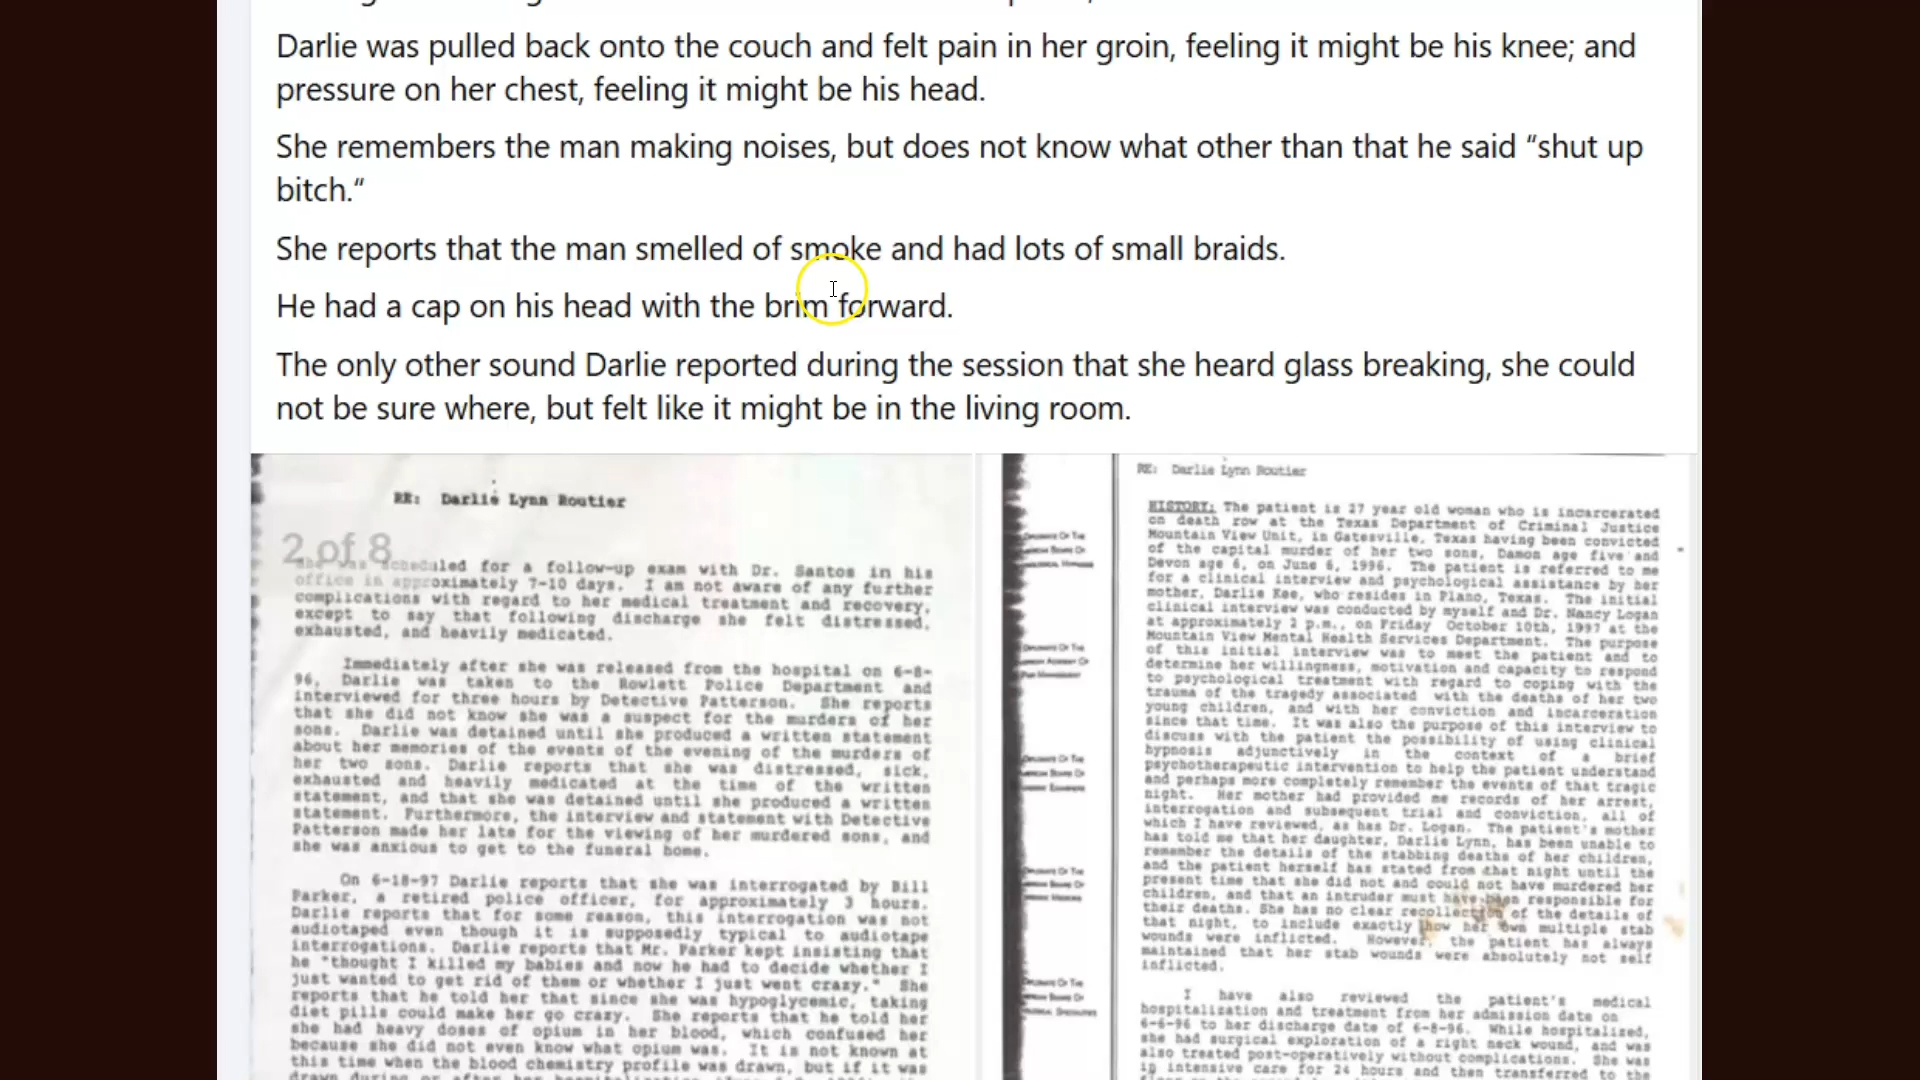 Darlie was pulled back onto the couch and felt pain in her groin, feeling it might be his knee; and
pressure on her chest, feeling it might be his head.
She remembers the man making noises, but does not know what other than that he said “shut up
bitch.“
She reports that the man smelled of smoke and had lots of small braids.
He had a cap on his head with the brim forward.
The only other sound Darlie reported during the session that she heard glass breaking, she could
not be sure where, but felt like it might be in the living room.
RE: Darlie Lynn Routier
2 of 8
she was scheduled for a follow-up exam with Dr. Santos in his
office in approximately 7-10 days. I am not aware of any further
complications with regard to her medical treatment and recovery,
except to say that following discharge she felt distressed,
exhausted, and heavily medicated.
Immediately after she was released from the hospital on 6-8-
96, Darlie was taken to the Rowlett Police Department and
interviewed for three hours by Detective Patterson. She reports
that she did not know she was a suspect for the murders of her
sons. Darlie was detained until she produced a written statement
about her memories of the events of the evening of the murders of
her two sons. Darlie reports that she was distressed, sick,
exhausted and heavily medicated at the time of the written
statement, and that she was detained until she produced a written
statement. Furthermore, the interview and statement with Detective
Patterson made her late for the viewing of her murdered sons, and
she was anxious to get to the funeral home.
On 6-18-97 Darlie reports that she was interrogated by Bill
Parker, a retired police officer, for approximately 3 hours.
Darlie reports that for some reason, this interrogation was not
audiotaped even though it is supposedly typical to audiotape
interrogations. Darlie reports that Mr. Parker kept insisting that
he "thought I killed my babies and now he had to decide whether I
just wanted to get rid of them or whether I just went crazy." She
reports that he told her that since she was hypoglycemic, taking
diet pills could make her go crazy. She reports that he told her
she had heavy doses of opium in her blood, which confused her
because she did not even know what opium was. It is not known at
this time when the blood chemistry profile was drawn, but if it was
RE: Darlie Lynn Routier
HISTORY: The patient is 27 year old woman who is incarcerated
on death row at the Texas Department of Criminal Justice
Mountain View Unit, in Gatesville, Texas having been convicted
of the capital murder of her two sons, Damon age five and
Devon age 6, on June 6, 1996. The patient is referred to me
for a clinical interview and psychological assistance by her
mother, Darlie Kee, who resides in Plano, Texas. The initial
clinical interview was conducted by myself and Dr. Nancy Logan
at approximately 2 p.m., on Friday October 10th, 1997 at the
Mountain View Mental Health Services Department. The purpose
of this initial interview was to meet the patient and to
determine her willingness, motivation and capacity to respond
to psychological treatment with regard to coping with the
trauma of the tragedy associated with the deaths of her two
young children, and with her conviction and incarceration
since that time. It was also the purpose of this interview to
discuss with the patient the possibility of using clinical
hypnosis adjunctively in the context of a brief
psychotherapeutic intervention to help the patient understand
and perhaps more completely remember the events of that tragic
night. Her mother had provided me records of her arrest,
interrogation and subsequent trial and conviction, all of
which I have reviewed, as has Dr. Logan. The patient's mother
has told me that her daughter, Darlie Lynn, has been unable to
remember the details of the stabbing deaths of her children,
and the patient herself has stated from that night until the
present time that she did not and could not have murdered her
children, and that an intruder must have been responsible for
their deaths. She has no clear recollection of the details of
that night, to include exactly how her own multiple stab
wounds were inflicted. However, the patient has always
maintained that her stab wounds were absolutely not self
inflicted.
I have also reviewed the patient's medical
hospitalization and treatment from her admission date on
6-6-96 to her discharge date of 6-8-96. While hospitalized,
she had surgical exploration of a right neck wound, and was
also treated post-operatively without complications. She was
in intensive care for 24 hours and then transferred to the